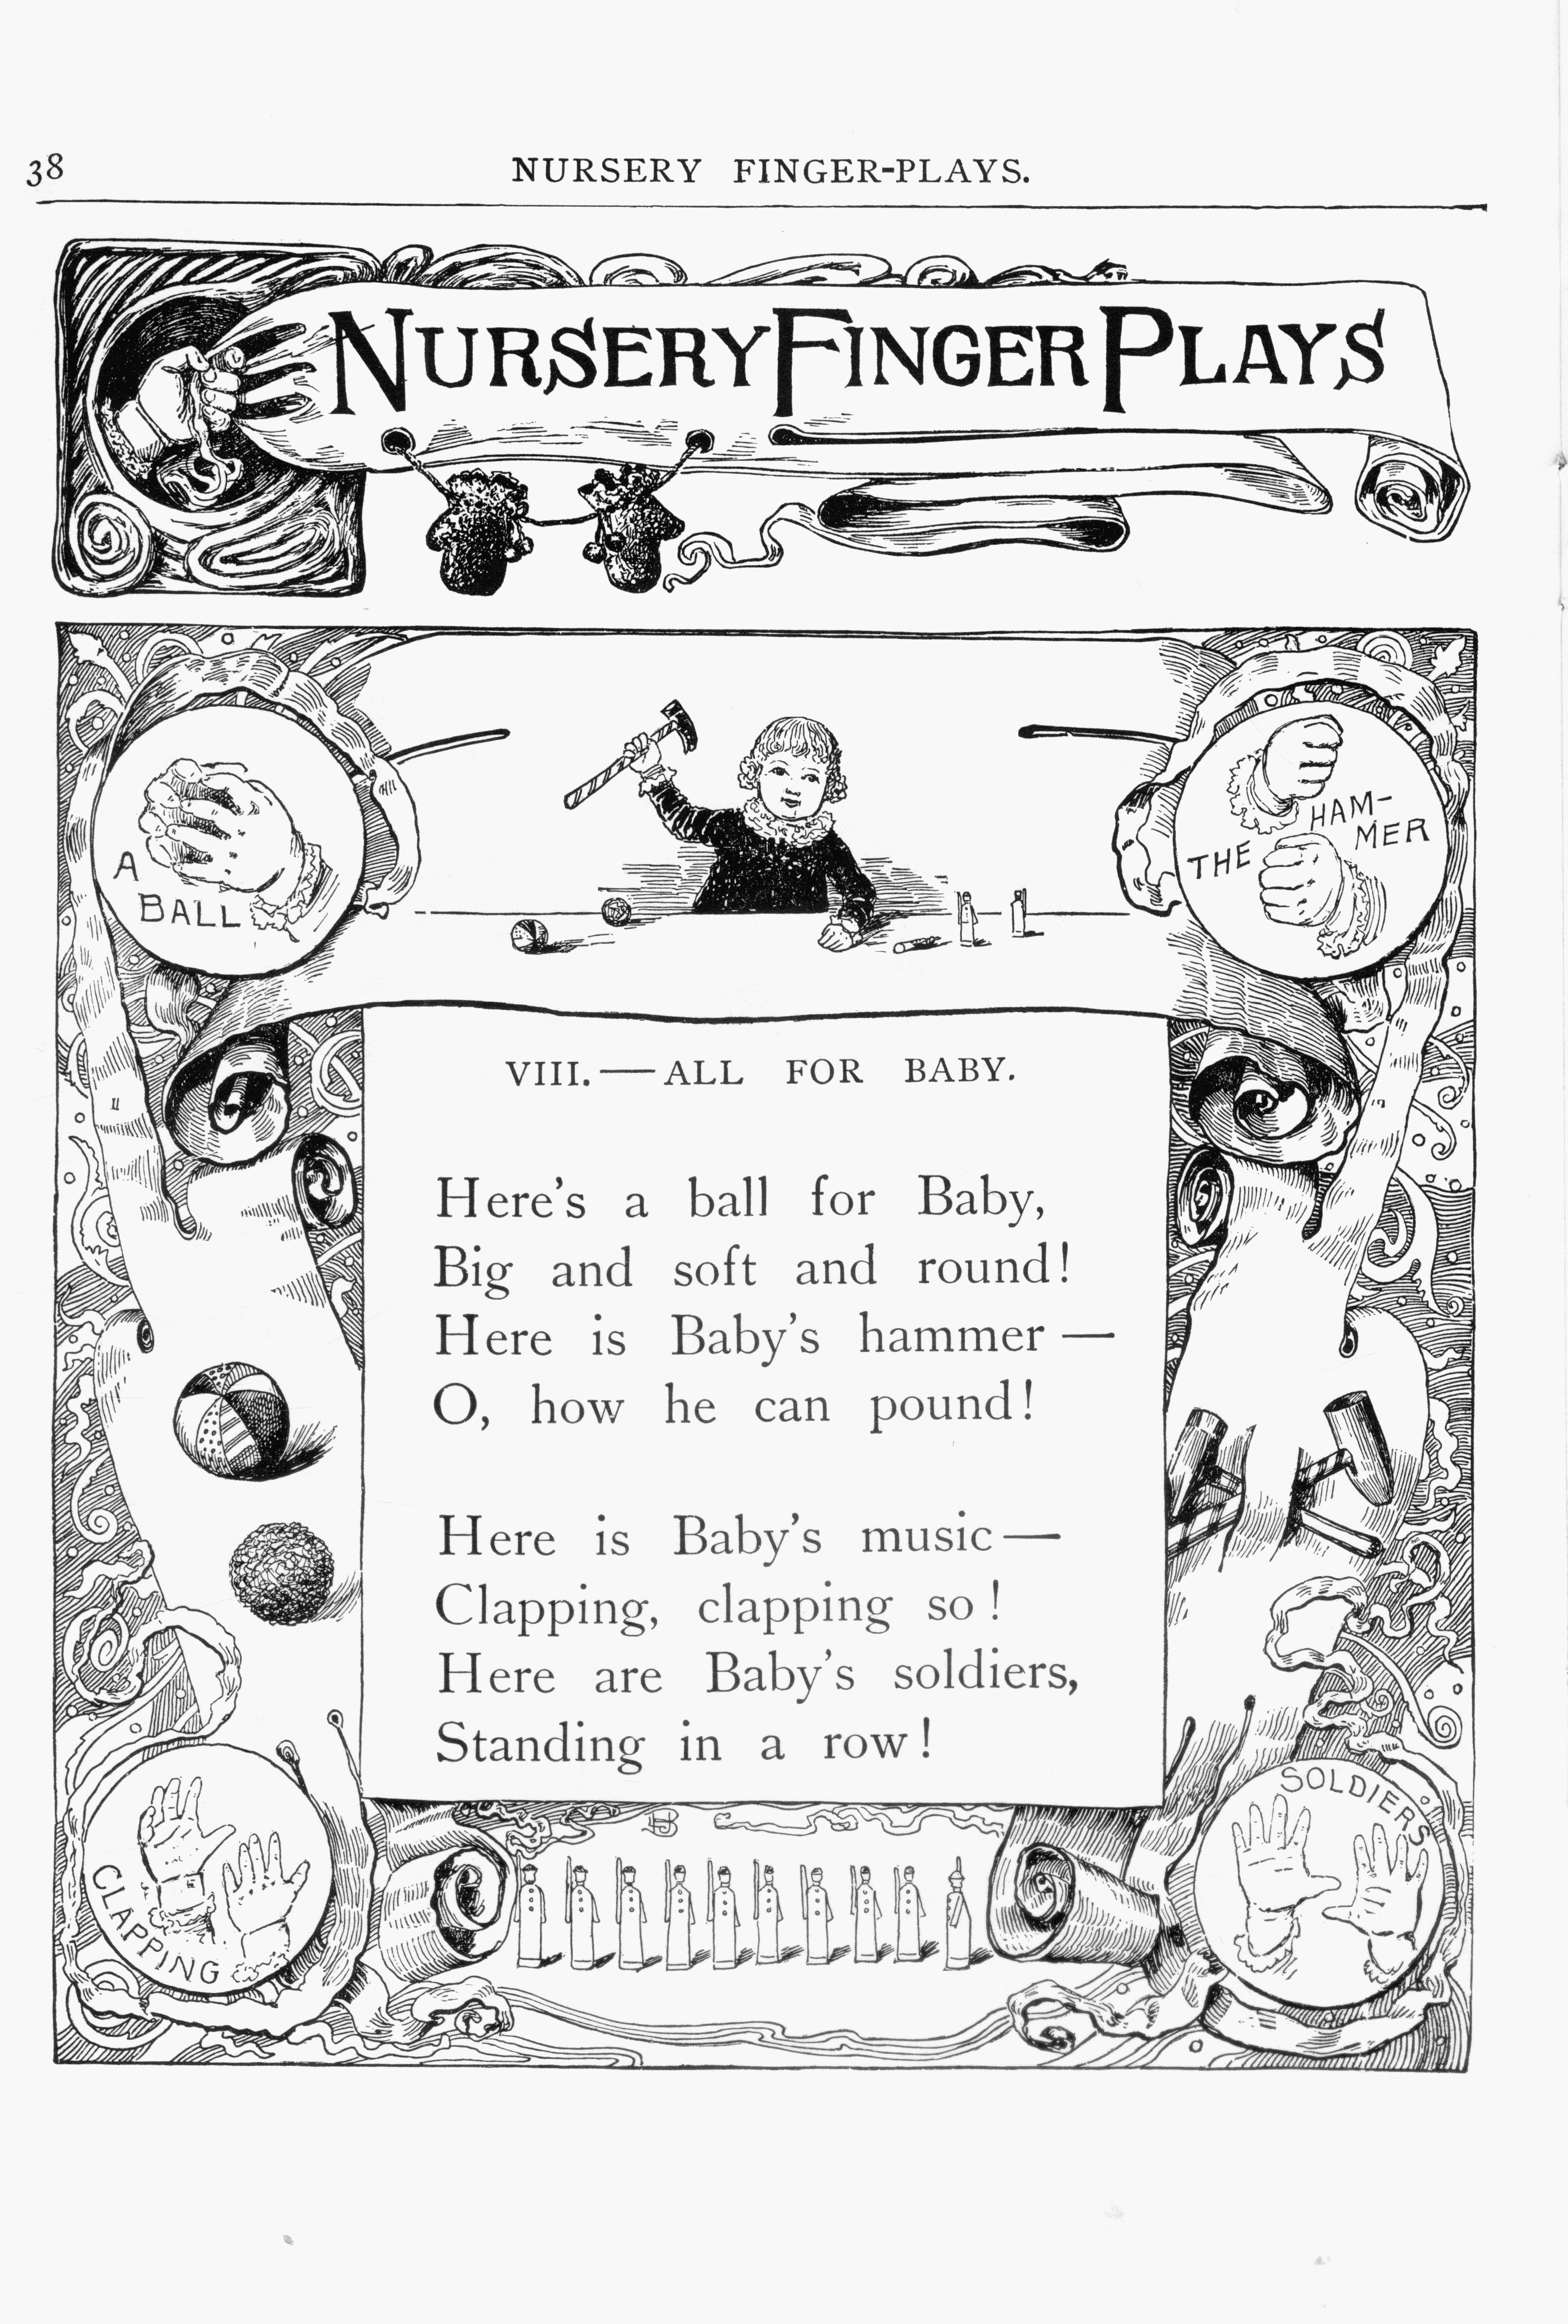 38
NURSERY FINGER-PLAYS.
NURSERY FINGER PLAYS
A
BALL
THE HAM-
MER
VIII.—ALL FOR BABY.
Here's a ball for Baby,
Big and soft and round!
Here is Baby's hammer—
O, how he can pound!
Here is Baby's music—
Clapping, clapping so!
Here are Baby's soldiers,
Standing in a row!
CLAPPING
SOLDIERS